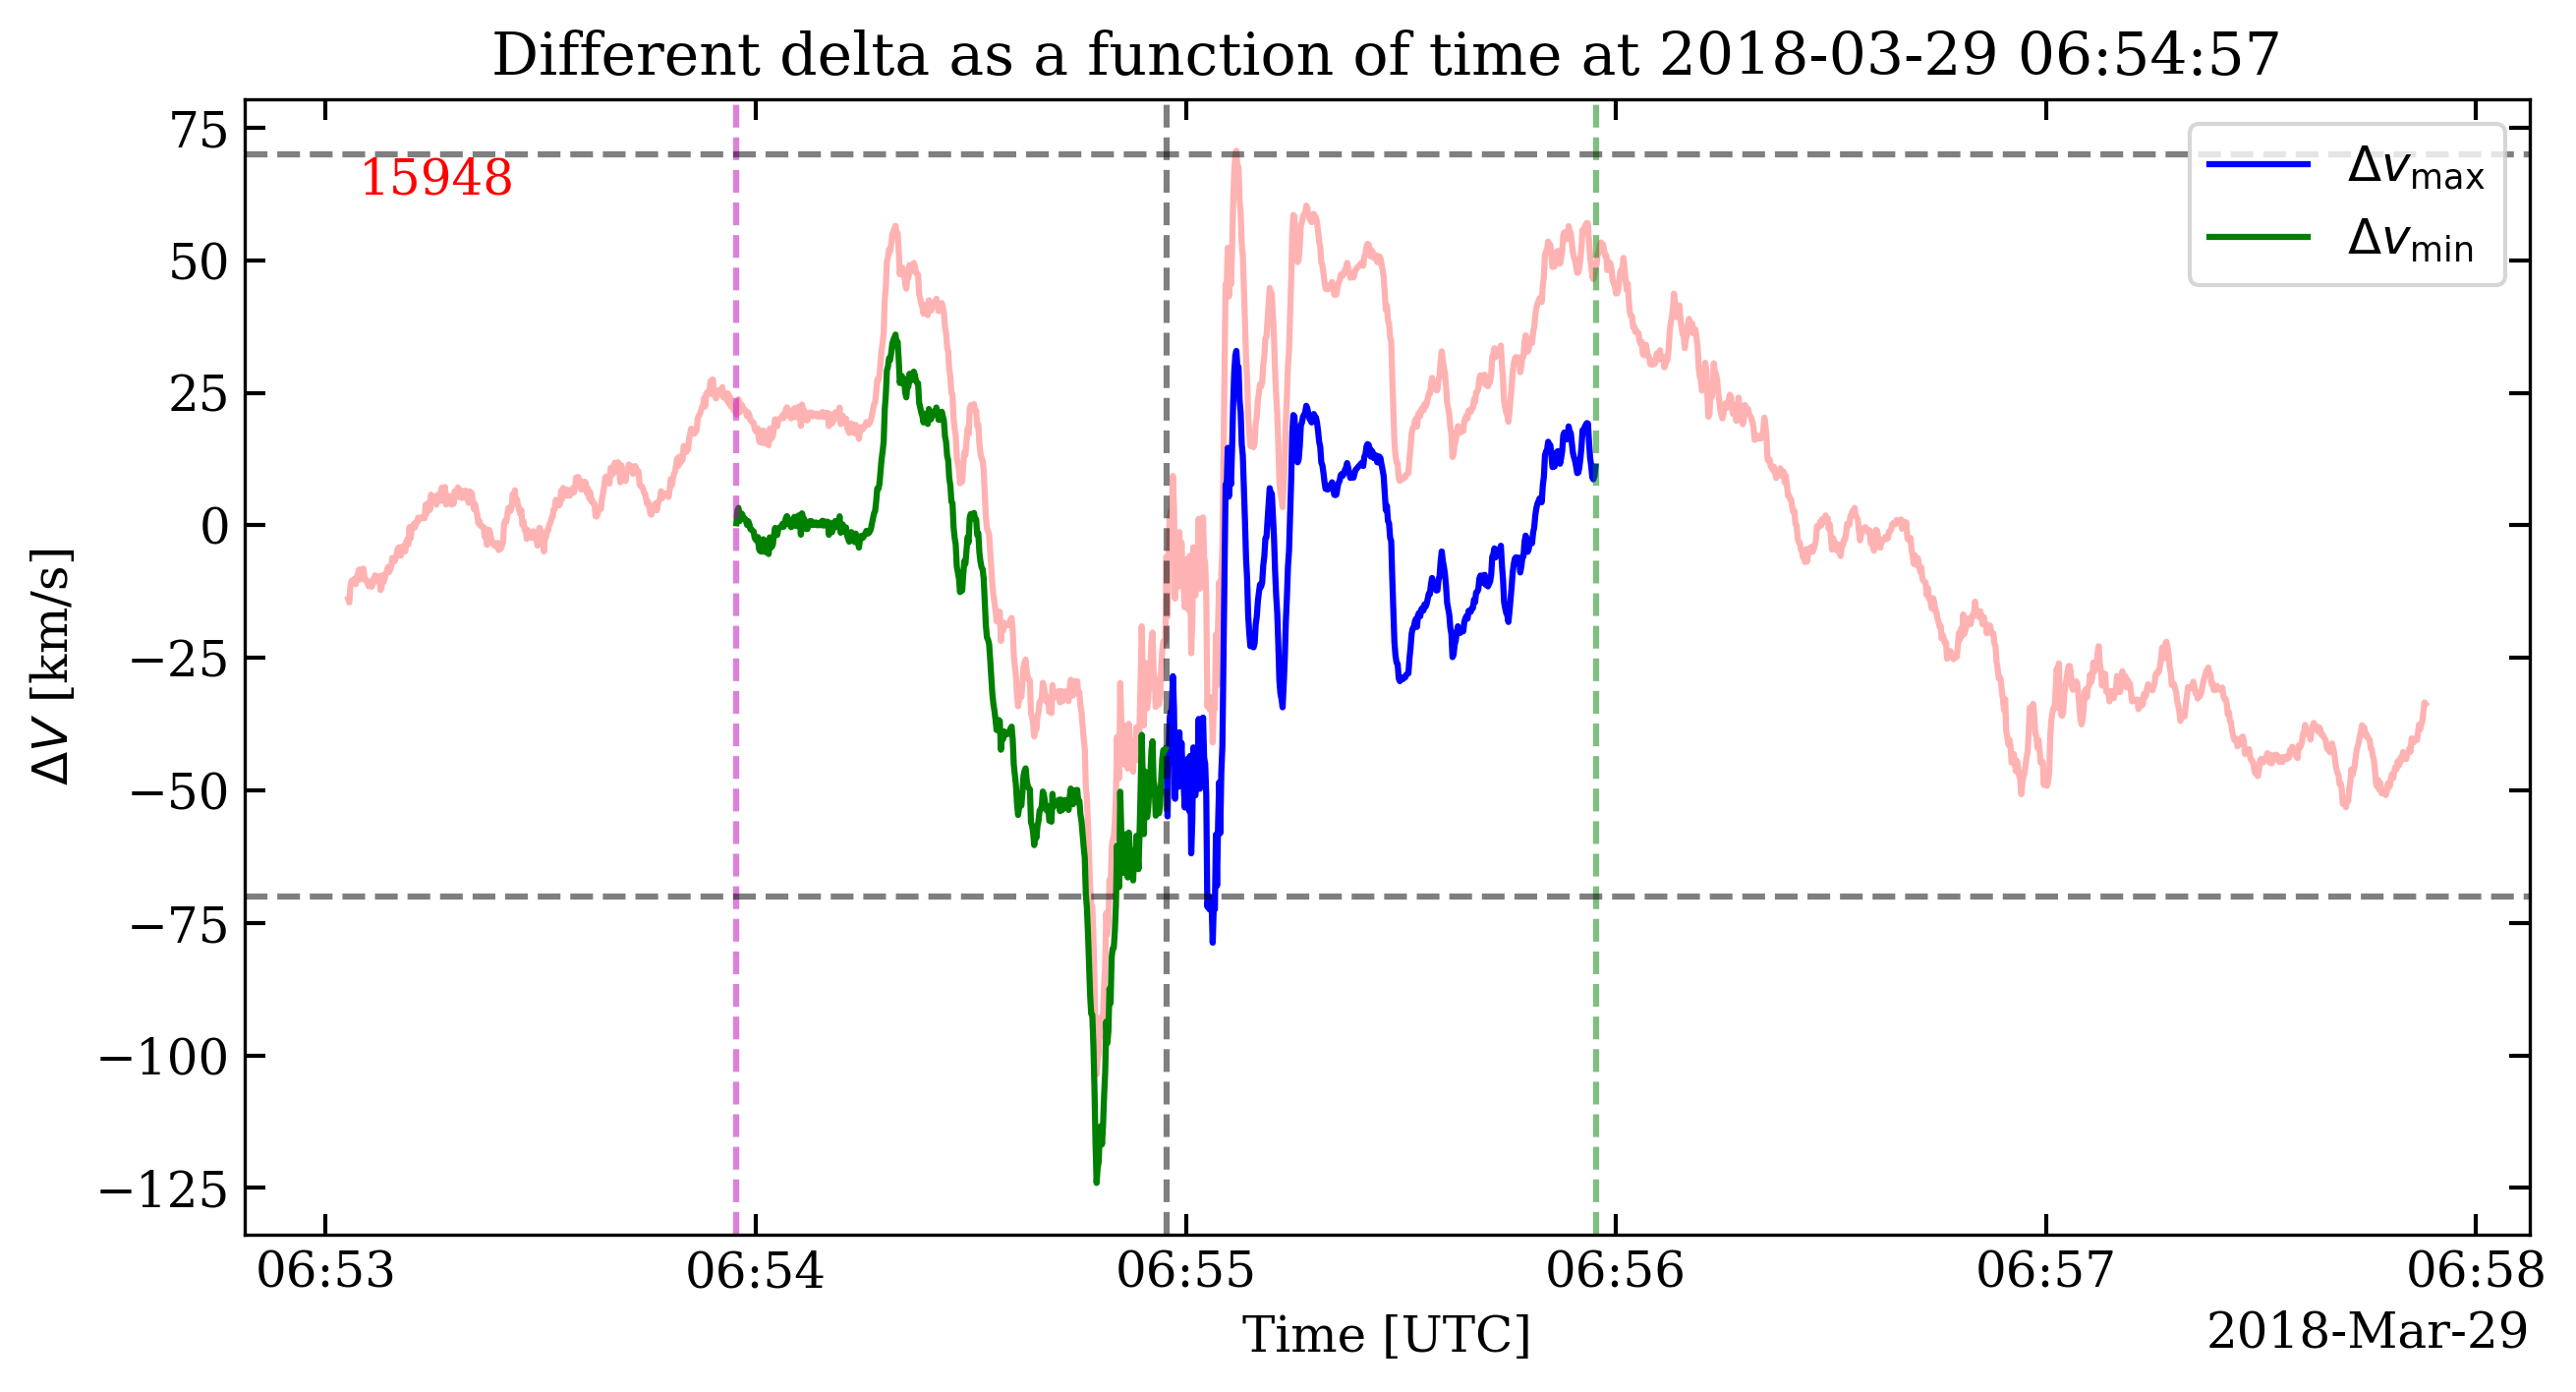 Different delta as a function of time at 2018-03-29 06:54:57
75
50
25
0
−25
−50
−75
−100
−125
ΔV [km/s]
15948
Δv_max
Δv_min
06:53 06:54 06:55 06:56 06:57 06:58
Time [UTC]
2018-Mar-29